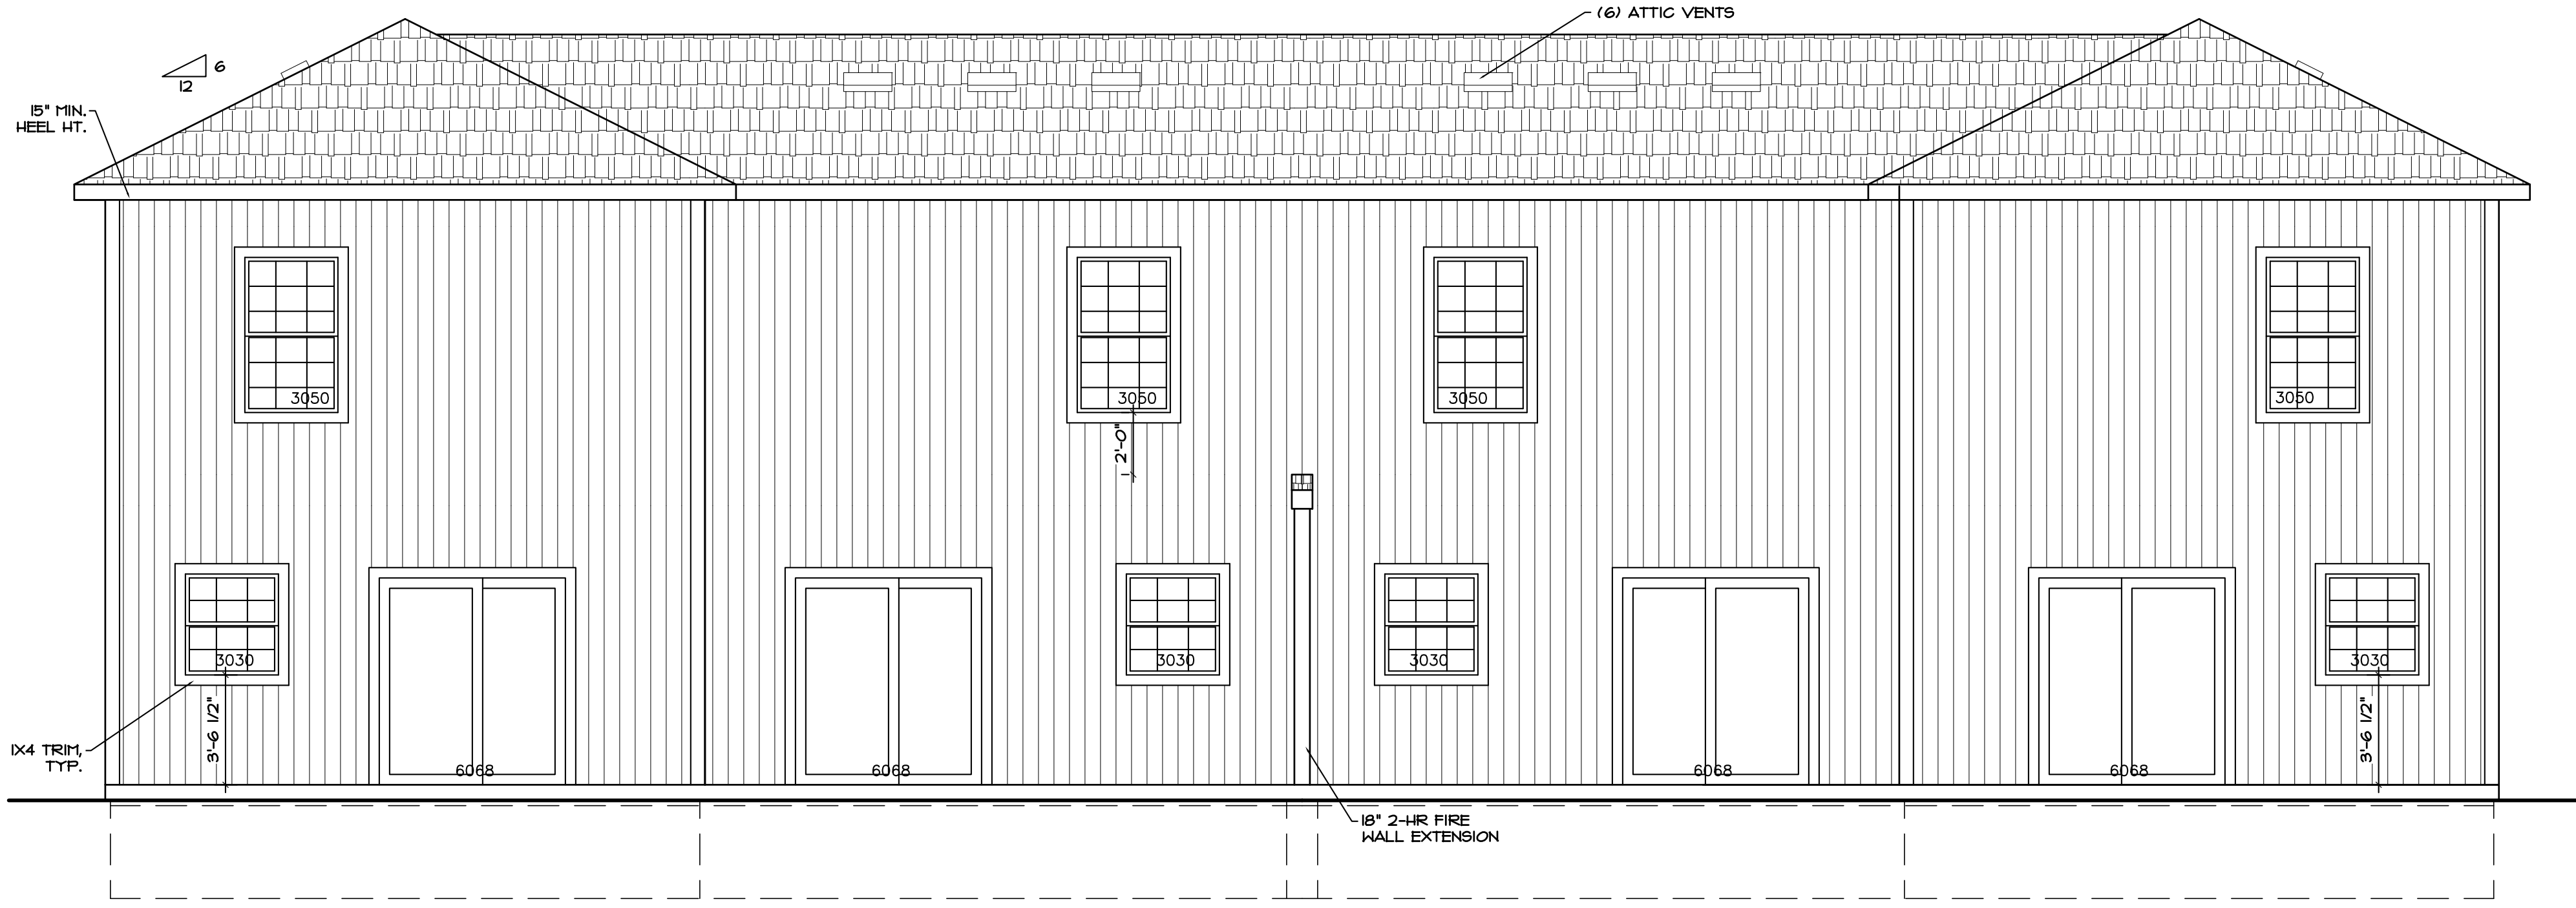 (6) ATTIC VENTS
6
12
15" MIN.
HEEL HT.
3050
3050
3050
3050
2'-0"
3030
3030
3030
3030
3'-6 1/2"
3'-6 1/2"
1X4 TRIM,
TYP.
6068
6068
6068
6068
18" 2-HR FIRE
WALL EXTENSION